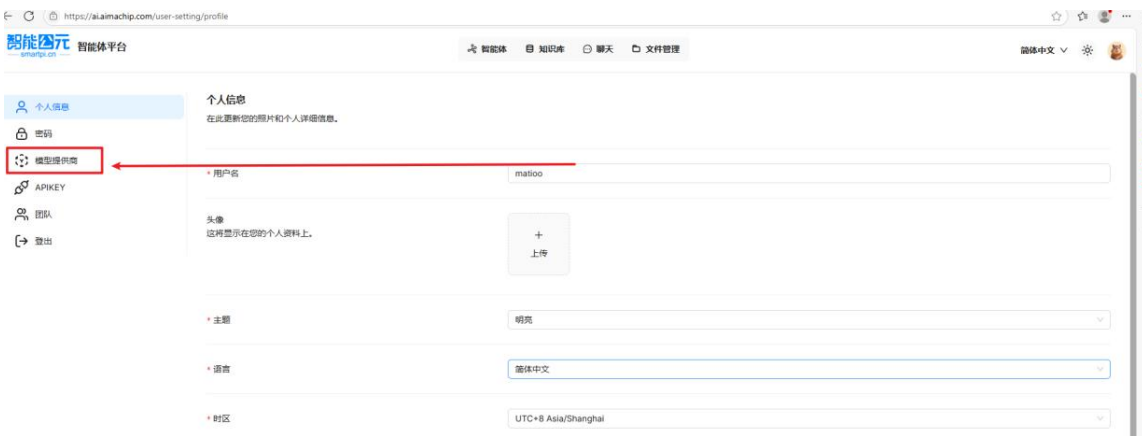 https://ai.aimachip.com/user-setting/profile
智能公元 智能体平台
smartpi.cn
智能体 知识库 聊天 文件管理
简体中文
个人信息
密码
模型提供商
APIKEY
团队
登出
个人信息
在此更新您的照片和个人详细信息。
* 用户名
matioo
头像
这将显示在您的个人资料上。
+
上传
* 主题
明亮
* 语言
简体中文
* 时区
UTC+8 Asia/Shanghai